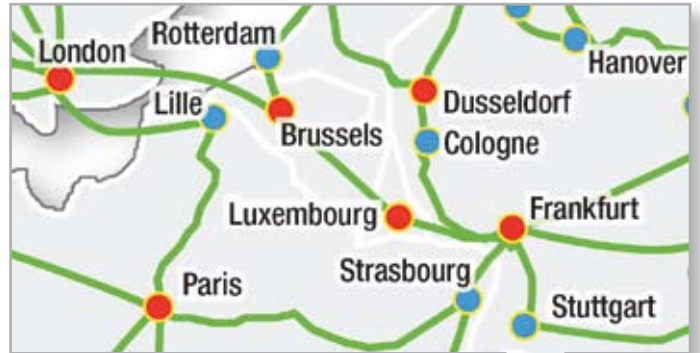 London
Rotterdam
Hanover
Lille
Dusseldorf
Brussels
Cologne
Luxembourg
Frankfurt
Strasbourg
Paris
Stuttgart